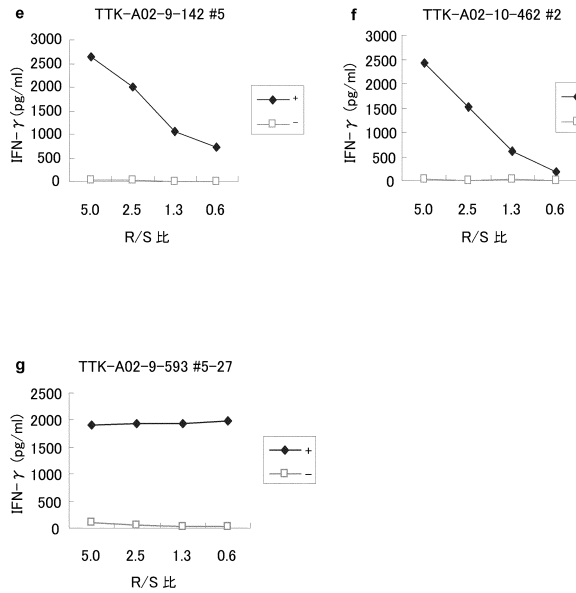 e
TTK-A02-9-142 #5
IFN-γ (pg/ml)
3000
2500
2000
1500
1000
500
0
5.0 2.5 1.3 0.6
R/S 比
+
−
f
TTK-A02-10-462 #2
IFN-γ (pg/ml)
3000
2500
2000
1500
1000
500
0
5.0 2.5 1.3 0.6
R/S 比
g
TTK-A02-9-593 #5-27
IFN-γ (pg/ml)
2500
2000
1500
1000
500
0
5.0 2.5 1.3 0.6
R/S 比
+
−